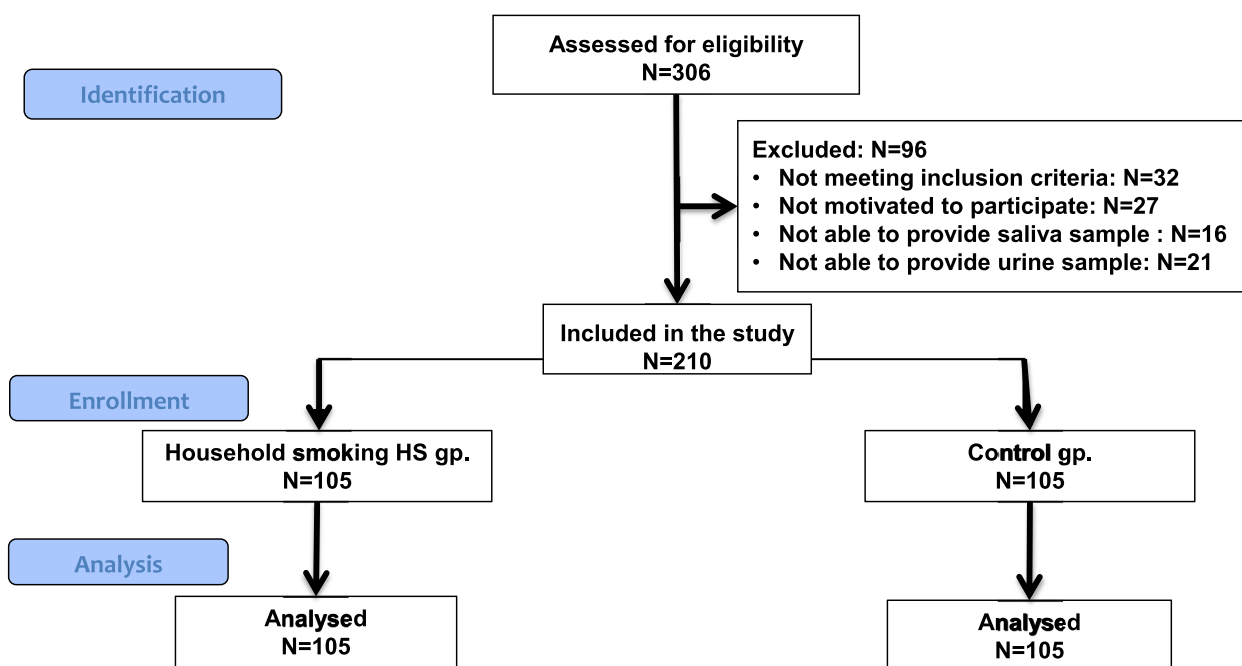 Assessed for eligibility
N=306
Identification
Excluded: N=96
• Not meeting inclusion criteria: N=32
• Not motivated to participate: N=27
• Not able to provide saliva sample : N=16
• Not able to provide urine sample: N=21
Included in the study
N=210
Enrollment
Household smoking HS gp.
N=105
Control gp.
N=105
Analysis
Analysed
N=105
Analysed
N=105